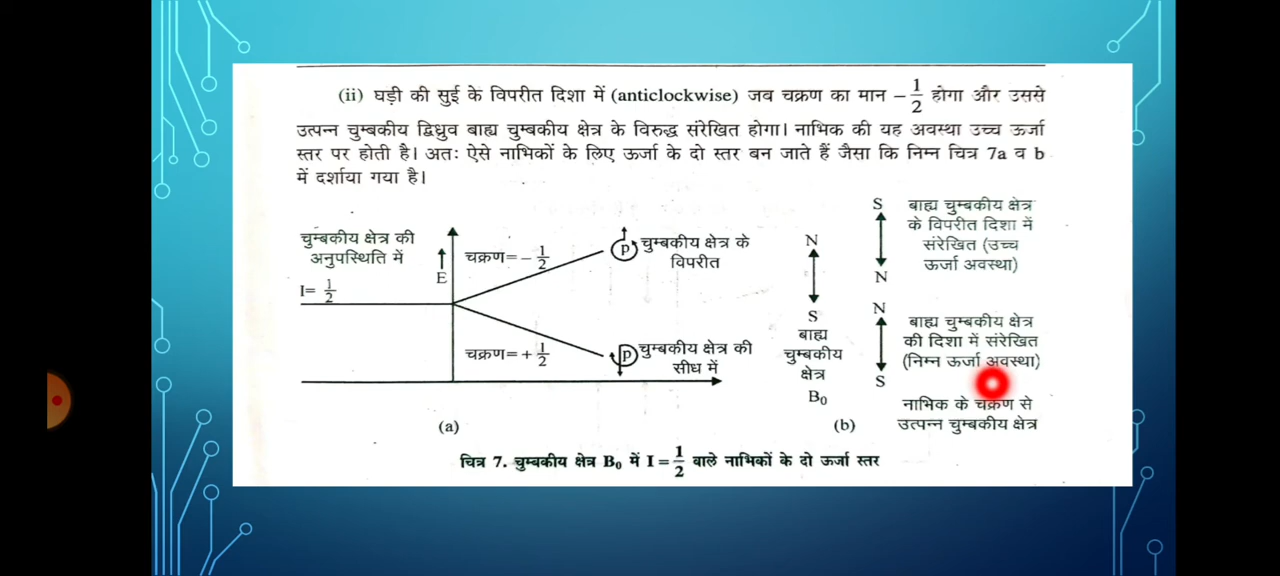 (ii) घड़ी की सुई के विपरीत दिशा में (anticlockwise) जब चक्रण का मान – 1/2 होगा और उससे
उत्पन्न चुम्बकीय द्विध्रुव बाह्य चुम्बकीय क्षेत्र के विरुद्ध संरेखित होगा। नाभिक की यह अवस्था उच्च ऊर्जा
स्तर पर होती है। अतः ऐसे नाभिकों के लिए ऊर्जा के दो स्तर बन जाते हैं जैसा कि निम्न चित्र 7a व b
में दर्शाया गया है।
चुम्बकीय क्षेत्र की
अनुपस्थिति में
I= 1/2
E
चक्रण=– 1/2
p
चुम्बकीय क्षेत्र के
विपरीत
चक्रण=+ 1/2
p
चुम्बकीय क्षेत्र की
सीध में
(a)
N
S
बाह्य
चुम्बकीय
क्षेत्र
B₀
S
N
बाह्य चुम्बकीय क्षेत्र
के विपरीत दिशा में
संरेखित (उच्च
ऊर्जा अवस्था)
N
S
बाह्य चुम्बकीय क्षेत्र
की दिशा में संरेखित
(निम्न ऊर्जा अवस्था)
नाभिक के चक्रण से
उत्पन्न चुम्बकीय क्षेत्र
(b)
चित्र 7. चुम्बकीय क्षेत्र B₀ में I = 1/2 वाले नाभिकों के दो ऊर्जा स्तर